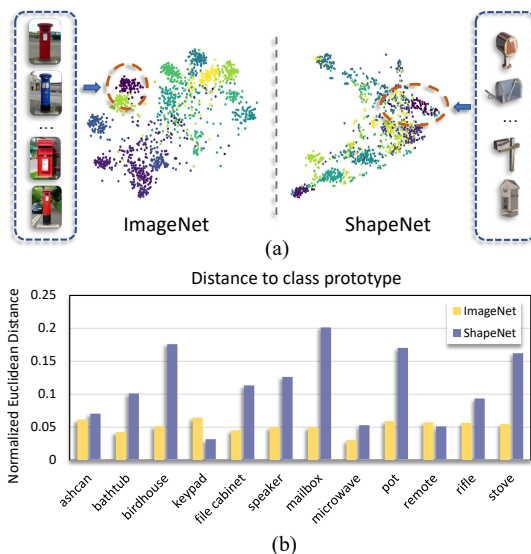 ...
...
ImageNet
ShapeNet
(a)
Distance to class prototype
Normalized Euclidean Distance
0.25
0.2
0.15
0.1
0.05
0
ImageNet
ShapeNet
ashcan
bathtub
birdhouse
keypad
file cabinet
speaker
mailbox
microwave
pot
remote
rifle
stove
(b)